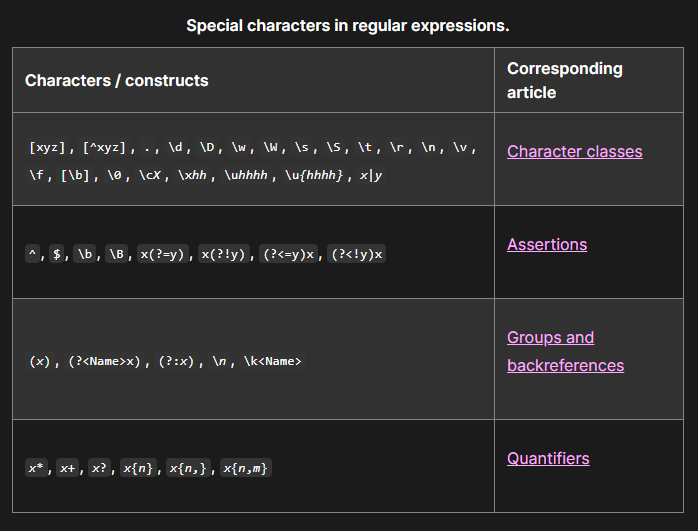 Special characters in regular expressions.
Characters / constructs
Corresponding
article
[xyz], [^xyz], ., \d, \D, \w, \W, \s, \S, \t, \r, \n, \v,
\f, [\b], \0, \cX, \xhh, \uhhhh, \u{hhhh}, x|y
Character classes
^, $, \b, \B, x(?=y), x(?!y), (?<=y)x, (?<!y)x
Assertions
(x), (?<Name>x), (?:x), \n, \k<Name>
Groups and
backreferences
x*, x+, x?, x{n}, x{n,}, x{n,m}
Quantifiers